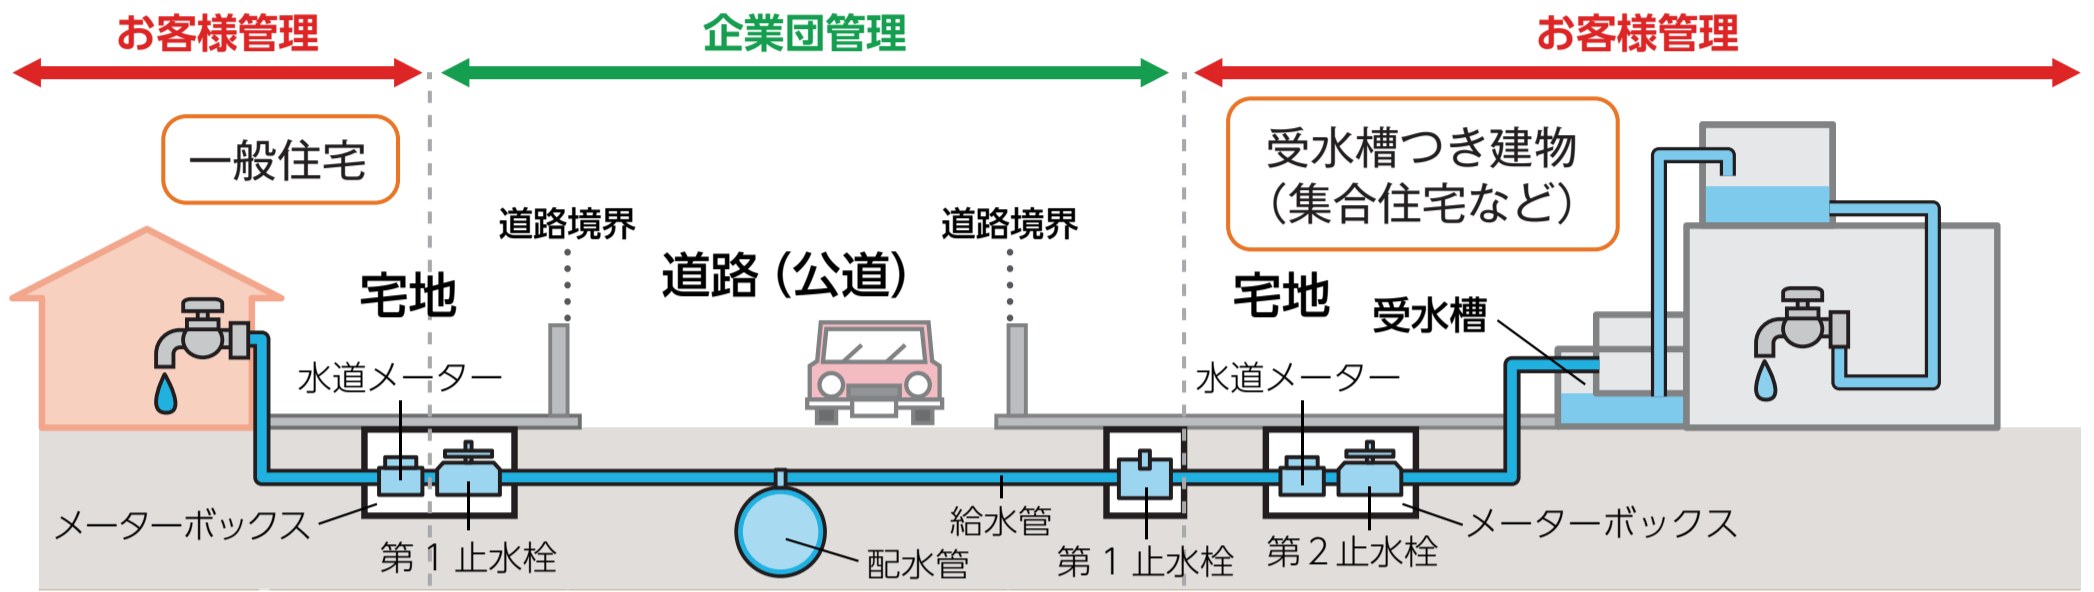 お客様管理
企業団管理
お客様管理
一般住宅
受水槽つき建物
（集合住宅など）
道路境界
道路境界
宅地
道路（公道）
宅地
受水槽
水道メーター
水道メーター
メーターボックス
第1止水栓
配水管
給水管
第1止水栓
第2止水栓
メーターボックス